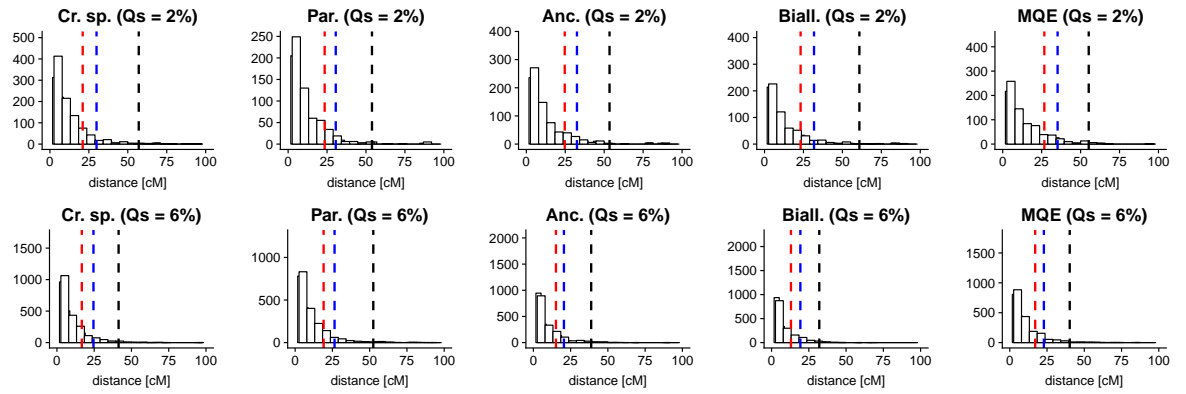 Cr. sp. (Qs = 2%)
500
400
300
200
100
0
0 25 50 75 100
distance [cM]
Par. (Qs = 2%)
250
200
150
100
50
0
0 25 50 75 100
distance [cM]
Anc. (Qs = 2%)
400
300
200
100
0
0 25 50 75 100
distance [cM]
Biall. (Qs = 2%)
400
300
200
100
0
0 25 50 75 100
distance [cM]
MQE (Qs = 2%)
400
300
200
100
0
0 25 50 75 100
distance [cM]
Cr. sp. (Qs = 6%)
1500
1000
500
0
0 25 50 75 100
distance [cM]
Par. (Qs = 6%)
1000
500
0
0 25 50 75 100
distance [cM]
Anc. (Qs = 6%)
2000
1500
1000
500
0
0 25 50 75 100
distance [cM]
Biall. (Qs = 6%)
2000
1500
1000
500
0
0 25 50 75 100
distance [cM]
MQE (Qs = 6%)
1500
1000
500
0
0 25 50 75 100
distance [cM]